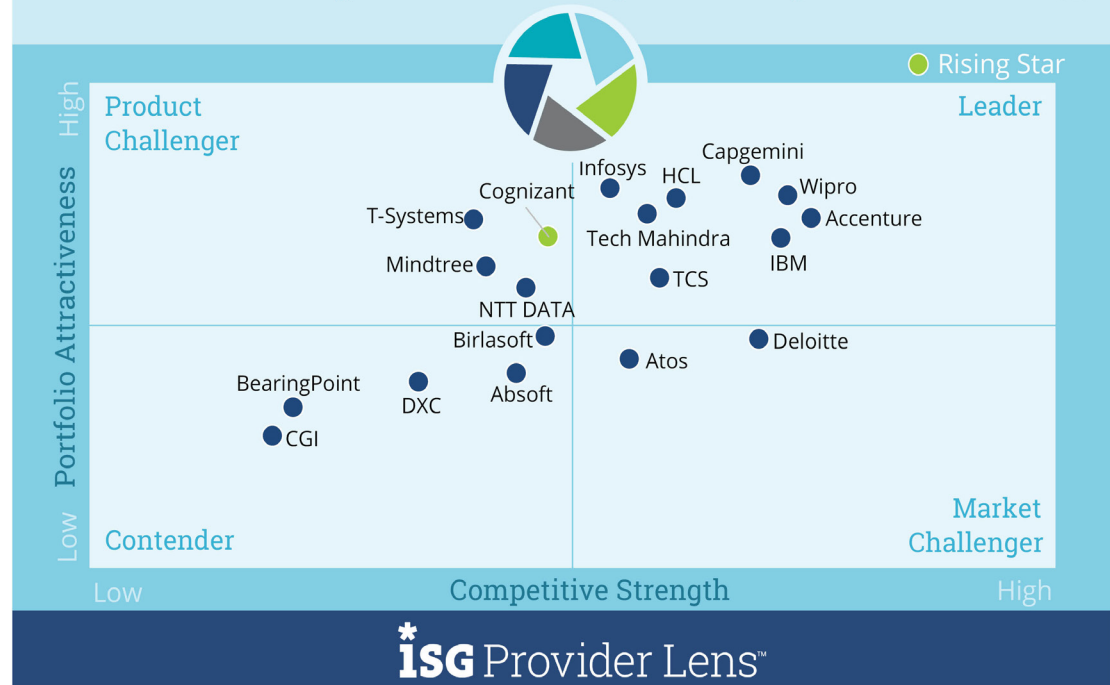 Rising Star
High
Product
Challenger
Leader
Capgemini
Infosys
HCL
Cognizant
Wipro
T-Systems
Accenture
Tech Mahindra
IBM
Mindtree
TCS
NTT DATA
Birlasoft
Deloitte
Atos
BearingPoint
Absoft
DXC
CGI
Portfolio Attractiveness
Low
Contender
Market
Challenger
Low
Competitive Strength
High
*ISG Provider Lens™